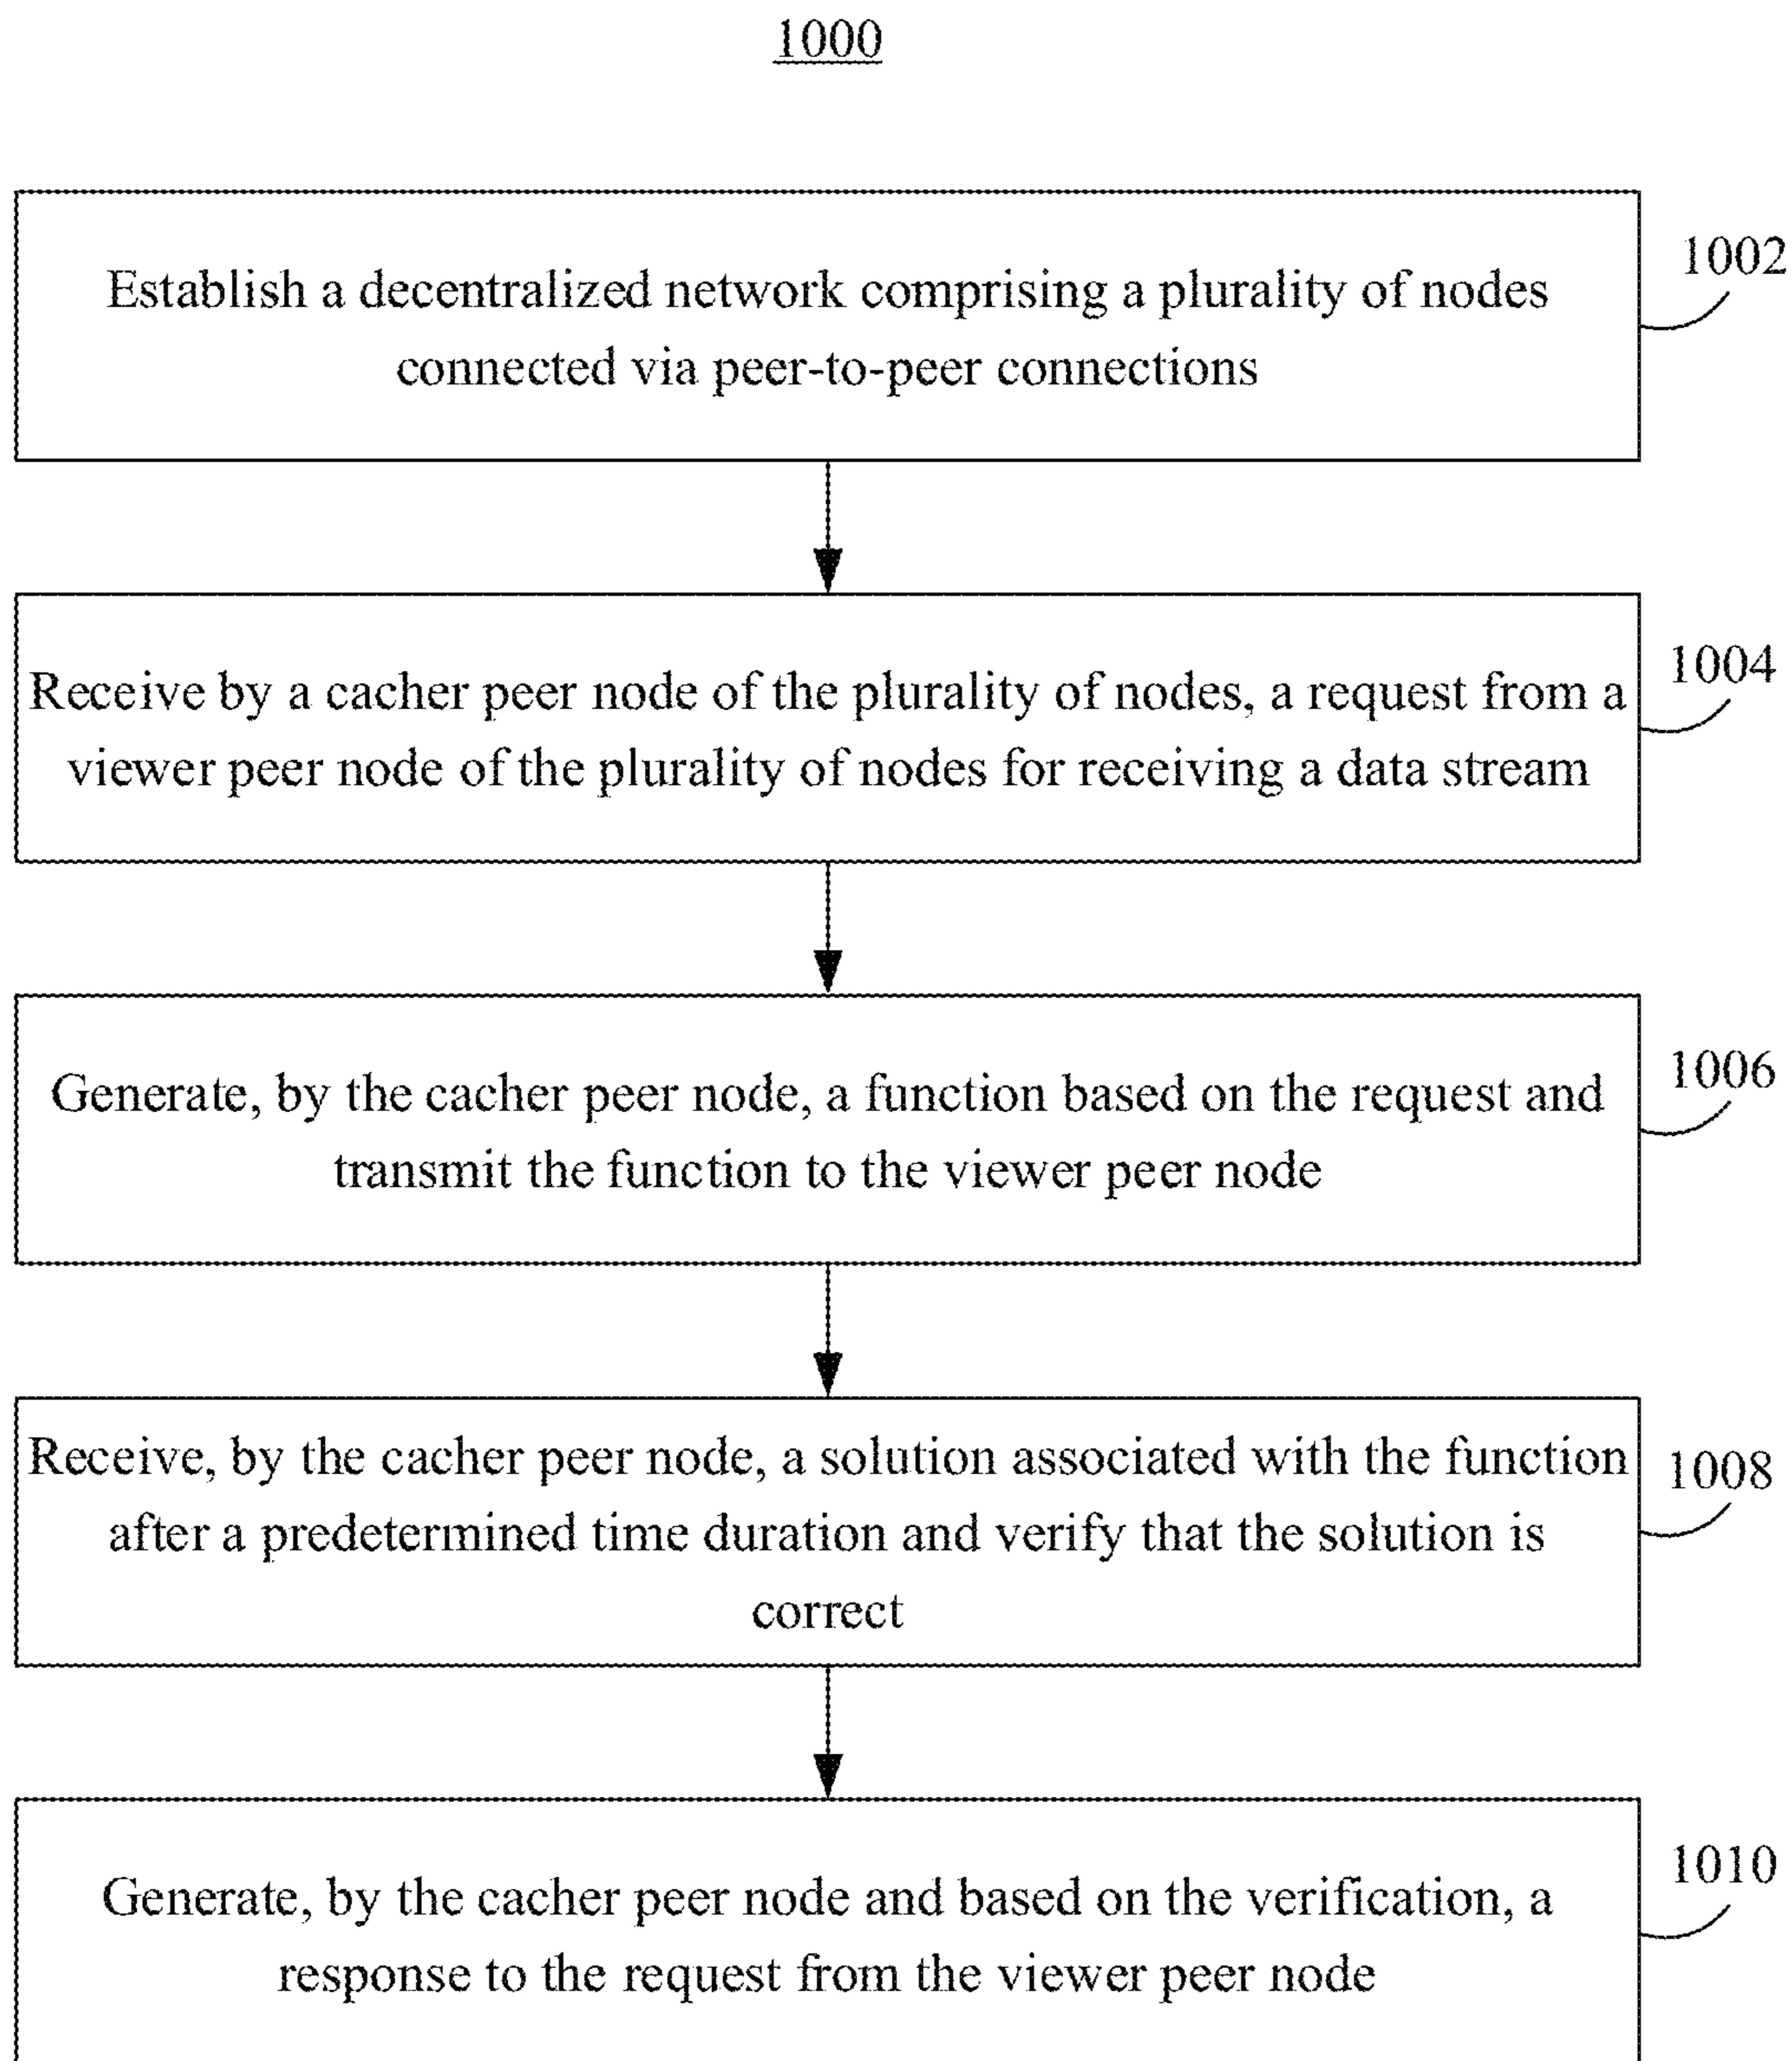 1000
Establish a decentralized network comprising a plurality of nodes
connected via peer-to-peer connections
1002
Receive by a cacher peer node of the plurality of nodes, a request from a
viewer peer node of the plurality of nodes for receiving a data stream
1004
Generate, by the cacher peer node, a function based on the request and
transmit the function to the viewer peer node
1006
Receive, by the cacher peer node, a solution associated with the function
after a predetermined time duration and verify that the solution is
correct
1008
Generate, by the cacher peer node and based on the verification, a
response to the request from the viewer peer node
1010